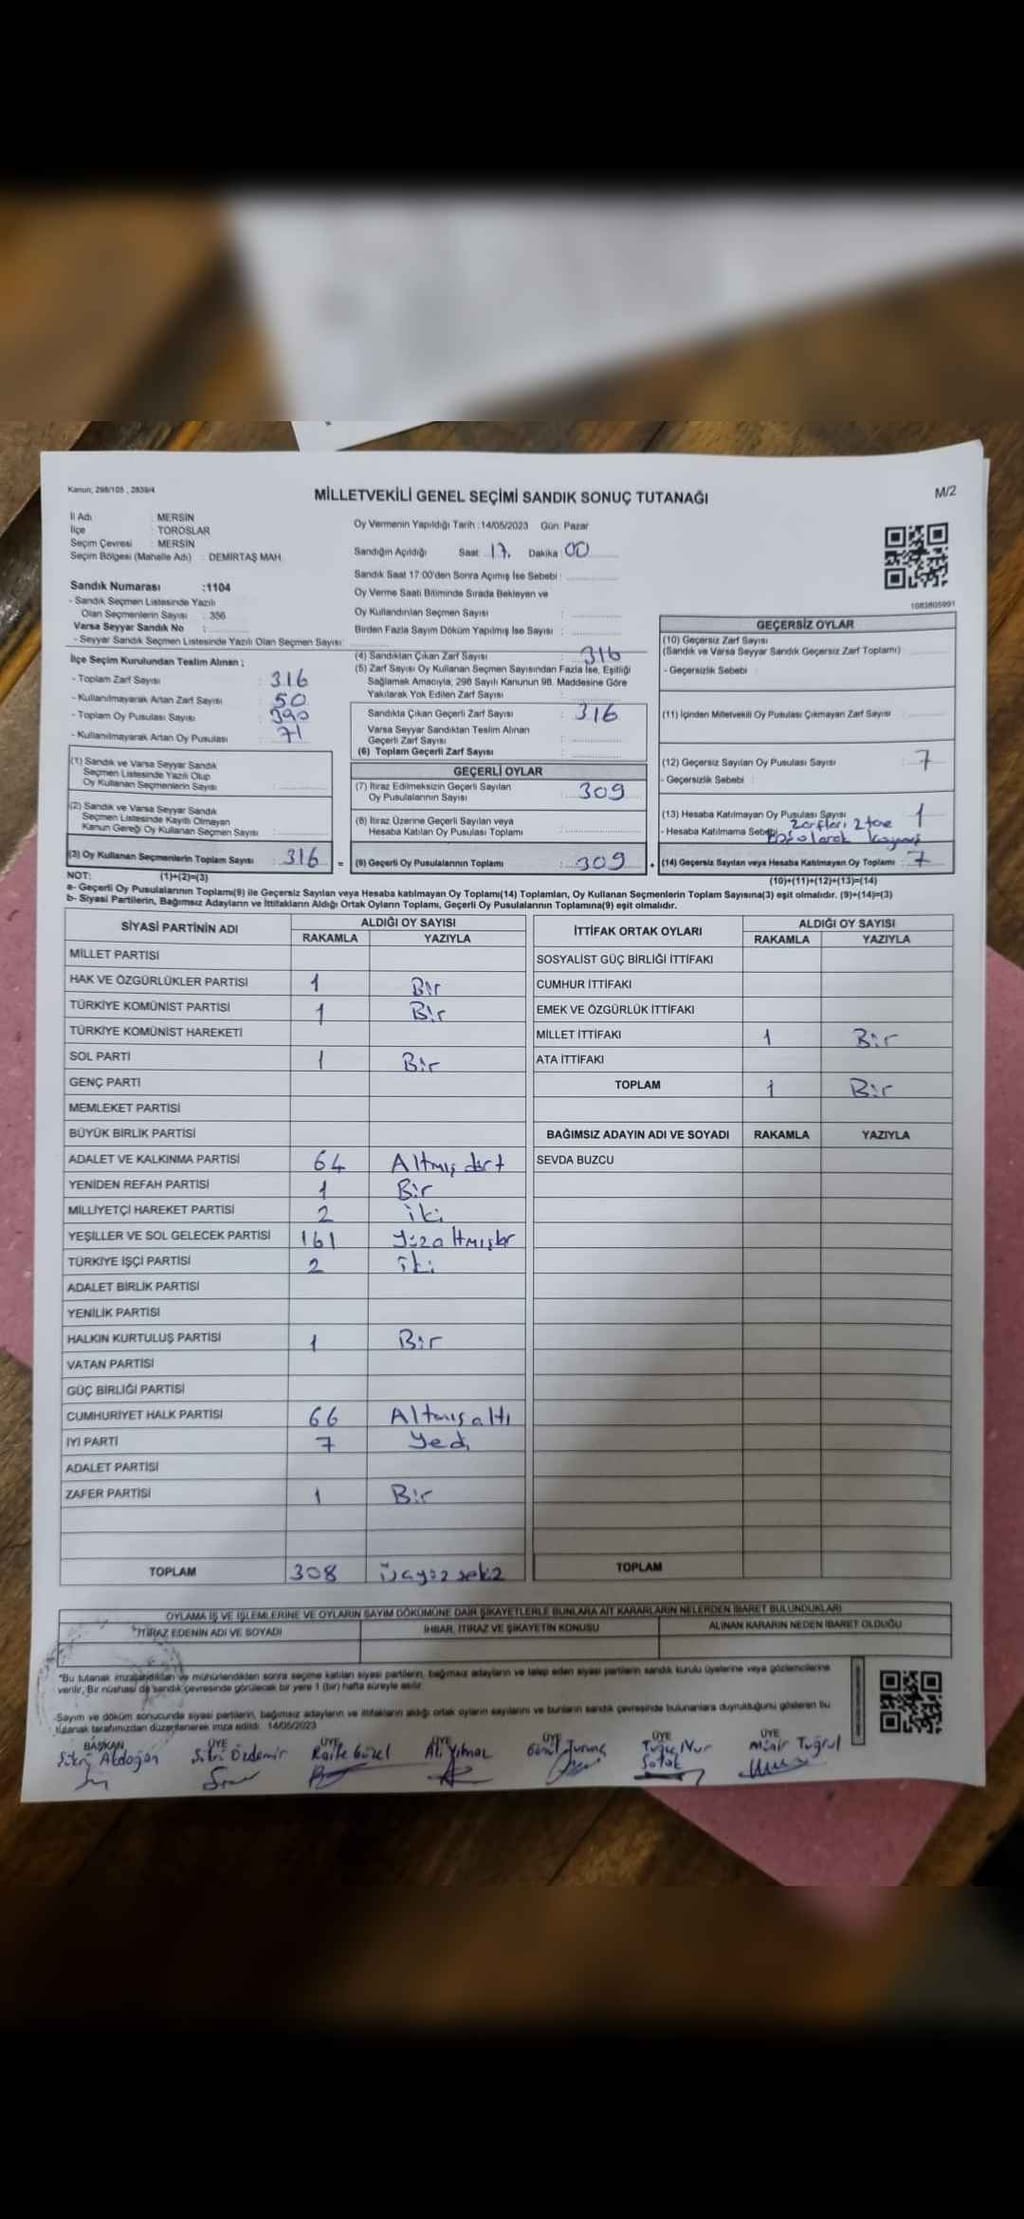 Kanun; 298/105 , 2839/4
MİLLETVEKİLİ GENEL SEÇİMİ SANDIK SONUÇ TUTANAĞI
M/2
İl Adı : MERSİN
İlçe : TOROSLAR
Seçim Çevresi : MERSİN
Seçim Bölgesi (Mahalle Adı) : DEMİRTAŞ MAH.
Oy Vermenin Yapıldığı Tarih :14/05/2023 Gün: Pazar
Sandığın Açıldığı Saat 17. Dakika : 00
Sandık Saat 17:00'den Sonra Açımış İse Sebebi :
Oy Verme Saati Bitiminde Sırada Bekleyen ve
Oy Kullandırılan Seçmen Sayısı :
Birden Fazla Sayım Döküm Yapılmış İse Sayısı :
1083805991
Sandık Numarası :1104
- Sandık Seçmen Listesinde Yazılı
Olan Seçmenlerin Sayısı : 356
Varsa Seyyar Sandık No :
- Seyyar Sandık Seçmen Listesinde Yazılı Olan Seçmen Sayısı:
İlçe Seçim Kurulundan Teslim Alınan ;
- Toplam Zarf Sayısı : 316
- Kullanılmayarak Artan Zarf Sayısı : 50
- Toplam Oy Pusulası Sayısı : 390
- Kullanılmayarak Artan Oy Pusulası : 71
(1) Sandık ve Varsa Seyyar Sandık
Seçmen Listesinde Yazılı Olup
Oy Kullanan Seçmenlerin Sayısı :
(2) Sandık ve Varsa Seyyar Sandık
Seçmen Listesinde Kayıtlı Olmayan
Kanun Gereği Oy Kullanan Seçmen Sayısı :
(3) Oy Kullanan Seçmenlerin Toplam Sayısı : 316 =
(1)+(2)=(3)
(4) Sandıktan Çıkan Zarf Sayısı : 316
(5) Zarf Sayısı Oy Kullanan Seçmen Sayısından Fazla İse, Eşitliği
Sağlamak Amacıyla, 298 Sayılı Kanunun 98. Maddesine Göre
Yakılarak Yok Edilen Zarf Sayısı :
Sandıkta Çıkan Geçerli Zarf Sayısı : 316
Varsa Seyyar Sandıktan Teslim Alınan
Geçerli Zarf Sayısı :
(6) Toplam Geçerli Zarf Sayısı :
GEÇERLİ OYLAR
(7) İtiraz Edilmeksizin Geçerli Sayılan
Oy Pusulalarının Sayısı : 309
(8) İtiraz Üzerine Geçerli Sayılan veya
Hesaba Katılan Oy Pusulası Toplamı :
(9) Geçerli Oy Pusulalarının Toplamı : 309 +
GEÇERSİZ OYLAR
(10) Geçersiz Zarf Sayısı
(Sandık ve Varsa Seyyar Sandık Geçersiz Zarf Toplamı) :
- Geçersizlik Sebebi :
(11) İçinden Milletvekili Oy Pusulası Çıkmayan Zarf Sayısı :
(12) Geçersiz Sayılan Oy Pusulası Sayısı : 7
- Geçersizlik Sebebi :
(13) Hesaba Katılmayan Oy Pusulası Sayısı : 1
- Hesaba Katılmama Sebebi: zarfları 2 tane
olarak
(14) Geçersiz Sayılan veya Hesaba Katılmayan Oy Toplamı : 7
(10)+(11)+(12)+(13)=(14)
NOT:
a- Geçerli Oy Pusulalarının Toplamı(9) ile Geçersiz Sayılan veya Hesaba katılmayan Oy Toplamı(14) Toplamları, Oy Kullanan Seçmenlerin Toplam Sayısına(3) eşit olmalıdır. (9)+(14)=(3)
b- Siyasi Partilerin, Bağımsız Adayların ve İttifakların Aldığı Ortak Oyların Toplamı, Geçerli Oy Pusulalarının Toplamına(9) eşit olmalıdır.
SİYASİ PARTİNİN ADI ALDIĞI OY SAYISI
RAKAMLA YAZIYLA
MİLLET PARTİSİ
HAK VE ÖZGÜRLÜKLER PARTİSİ 1 Bir
TÜRKİYE KOMÜNİST PARTİSİ 1 Bir
TÜRKİYE KOMÜNİST HAREKETİ
SOL PARTİ 1 Bir
GENÇ PARTİ
MEMLEKET PARTİSİ
BÜYÜK BİRLİK PARTİSİ
ADALET VE KALKINMA PARTİSİ 64 Altmış dört
YENİDEN REFAH PARTİSİ 1 Bir
MİLLİYETÇİ HAREKET PARTİSİ 2 iki
YEŞİLLER VE SOL GELECEK PARTİSİ 161 Yüzaltmışbir
TÜRKİYE İŞÇİ PARTİSİ 2 iki
ADALET BİRLİK PARTİSİ
YENİLİK PARTİSİ
HALKIN KURTULUŞ PARTİSİ 1 Bir
VATAN PARTİSİ
GÜÇ BİRLİĞİ PARTİSİ
CUMHURİYET HALK PARTİSİ 66 Altmış altı
İYİ PARTİ 7 Yedi
ADALET PARTİSİ
ZAFER PARTİSİ 1 Bir
TOPLAM 308 Üçyüz sekiz
İTTİFAK ORTAK OYLARI ALDIĞI OY SAYISI
RAKAMLA YAZIYLA
SOSYALİST GÜÇ BİRLİĞİ İTTİFAKI
CUMHUR İTTİFAKI
EMEK VE ÖZGÜRLÜK İTTİFAKI
MİLLET İTTİFAKI 1 Bir
ATA İTTİFAKI
TOPLAM 1 Bir
BAĞIMSIZ ADAYIN ADI VE SOYADI RAKAMLA YAZIYLA
SEVDA BUZCU
TOPLAM
OYLAMA İŞ VE İŞLEMLERİNE VE OYLARIN SAYIM DÖKÜMÜNE DAİR ŞİKAYETLERLE BUNLARA AİT KARARLARIN NELERDEN İBARET BULUNDUKLARI
İTİRAZ EDENİN ADI VE SOYADI İHBAR, İTİRAZ VE ŞİKAYETİN KONUSU ALINAN KARARIN NEDEN İBARET OLDUĞU
*Bu tutanak imzalandıktan ve mühürlendikten sonra seçime katılan siyasi partilerin, bağımsız adayların ve talep eden siyasi partilerin sandık kurulu üyelerine veya gözlemcilerine
verilir, Bir nüshası da sandık çevresinde görülecek bir yere 1 (bir) hafta süreyle asılır.
Sayım ve döküm sonucunda siyasi partilerin, bağımsız adayların ve ittifakların aldığı ortak oyların sayılarını ve bunların sandık çevresinde bulunanlara duyrulduğunu gösteren bu
tutanak tarafımızdan düzenlenerek imza edildi. 14/05/2023
BAŞKAN ÜYE ÜYE ÜYE ÜYE ÜYE ÜYE
Akdoğan Özdemir Raife Güzel Ali Yılmaz Tuğçe Nur Münir Tuğrul